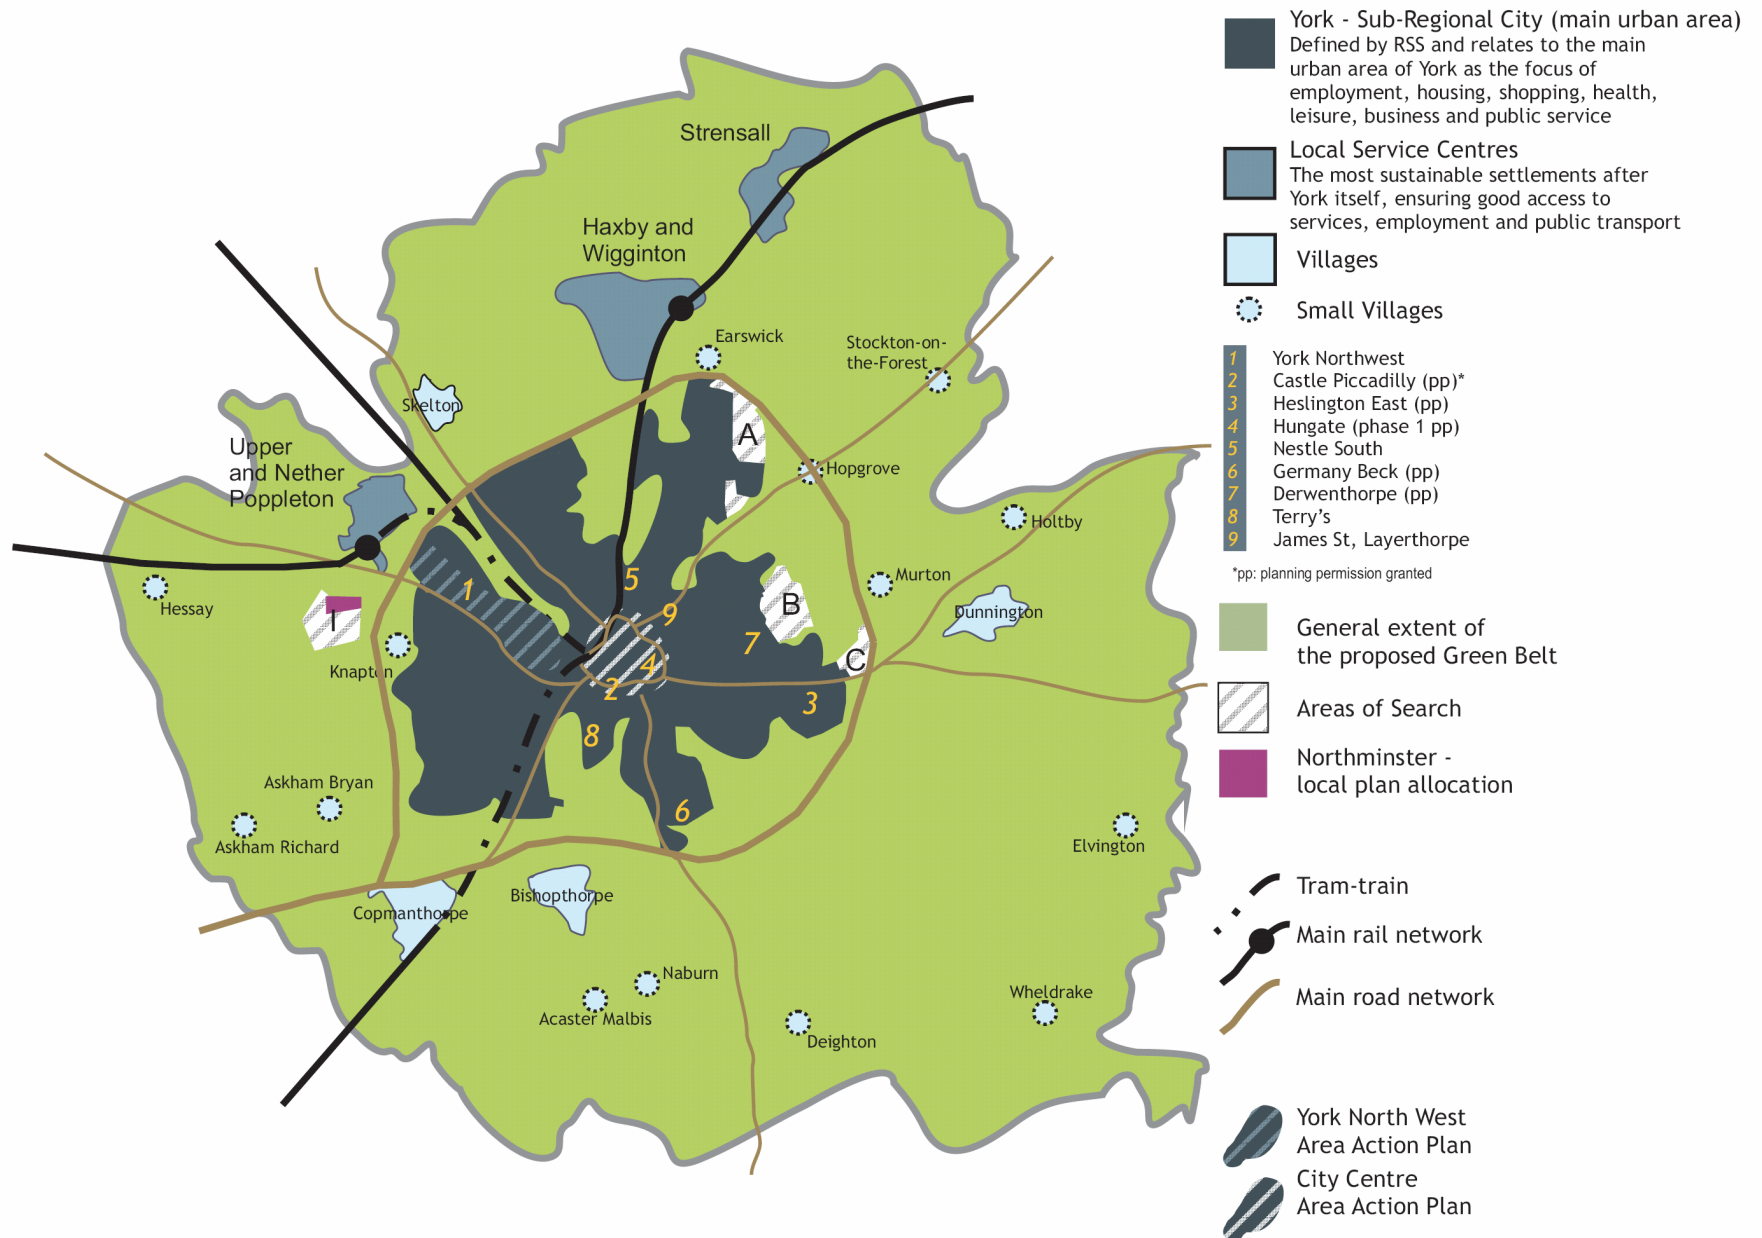 Strensall
Haxby and
Wigginton
Earswick
Stockton-on-
the-Forest
Skelton
Upper
and Nether
Poppleton
A
Hopgrove
Holtby
1
5
Murton
Hessay
I
9
B
Dunnington
7
Knapton
4
C
2
3
8
Askham Bryan
6
Askham Richard
Elvington
Bishopthorpe
Copmanthorpe
Naburn
Wheldrake
Acaster Malbis
Deighton
York - Sub-Regional City (main urban area)
Defined by RSS and relates to the main
urban area of York as the focus of
employment, housing, shopping, health,
leisure, business and public service
Local Service Centres
The most sustainable settlements after
York itself, ensuring good access to
services, employment and public transport
Villages
Small Villages
1 York Northwest
2 Castle Piccadilly (pp)*
3 Heslington East (pp)
4 Hungate (phase 1 pp)
5 Nestle South
6 Germany Beck (pp)
7 Derwenthorpe (pp)
8 Terry's
9 James St, Layerthorpe
*pp: planning permission granted
General extent of
the proposed Green Belt
Areas of Search
Northminster -
local plan allocation
Tram-train
Main rail network
Main road network
York North West
Area Action Plan
City Centre
Area Action Plan